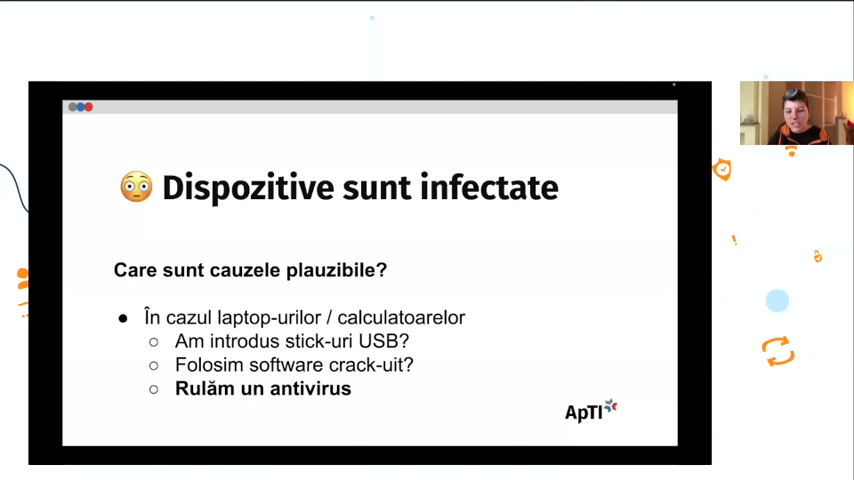 Dispozitive sunt infectate
Care sunt cauzele plauzibile?
În cazul laptop-urilor / calculatoarelor
Am introdus stick-uri USB?
Folosim software crack-uit?
Rulăm un antivirus
ApTI